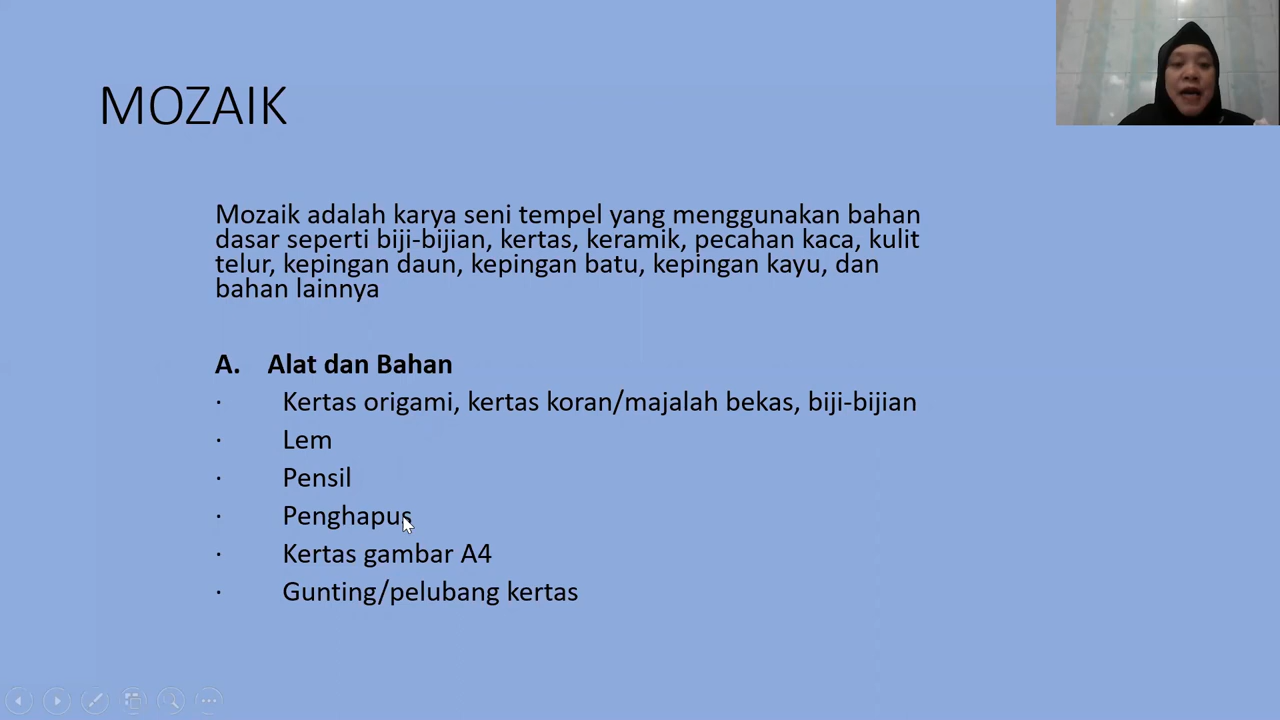 MOZAIK
Mozaik adalah karya seni tempel yang menggunakan bahan
dasar seperti biji-bijian, kertas, keramik, pecahan kaca, kulit
telur, kepingan daun, kepingan batu, kepingan kayu, dan
bahan lainnya
A. Alat dan Bahan
· Kertas origami, kertas koran/majalah bekas, biji-bijian
· Lem
· Pensil
· Penghapus
· Kertas gambar A4
· Gunting/pelubang kertas